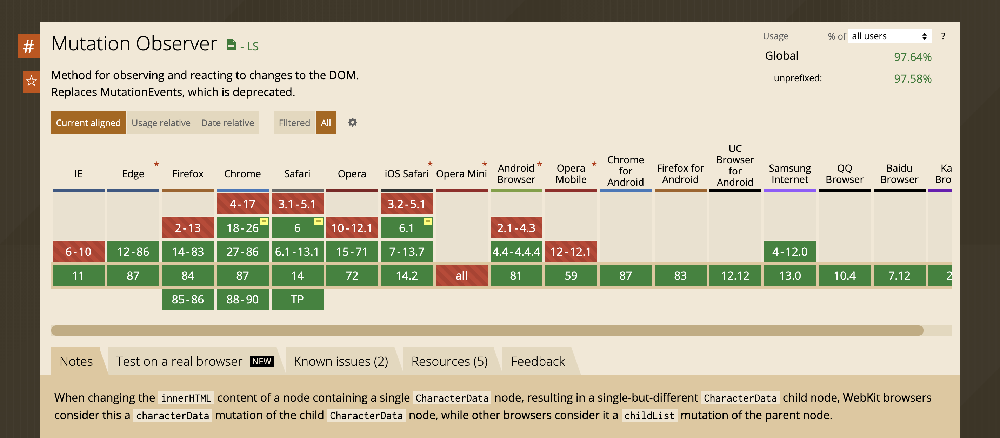 #
Mutation Observer - LS
☆
Method for observing and reacting to changes to the DOM.
Replaces MutationEvents, which is deprecated.
Usage % of all users ?
Global 97.64%
unprefixed: 97.58%
Current aligned Usage relative Date relative Filtered All
IE
Edge *
Firefox
Chrome
Safari
Opera
iOS Safari *
Opera Mini *
Android Browser *
Opera Mobile *
Chrome for Android
Firefox for Android
UC Browser for Android
Samsung Internet
QQ Browser
Baidu Browser
Ka
Brow
4-17 3.1-5.1 3.2-5.1
2-13 18-26 6 10-12.1 6.1 2.1-4.3
6-10 12-86 14-83 27-86 6.1-13.1 15-71 7-13.7 4.4-4.4.4 12-12.1 4-12.0
11 87 84 87 14 72 14.2 all 81 59 87 83 12.12 13.0 10.4 7.12 2
85-86 88-90 TP
Notes Test on a real browser NEW Known issues (2) Resources (5) Feedback
When changing the innerHTML content of a node containing a single CharacterData node, resulting in a single-but-different CharacterData child node, WebKit browsers
consider this a characterData mutation of the child CharacterData node, while other browsers consider it a childList mutation of the parent node.